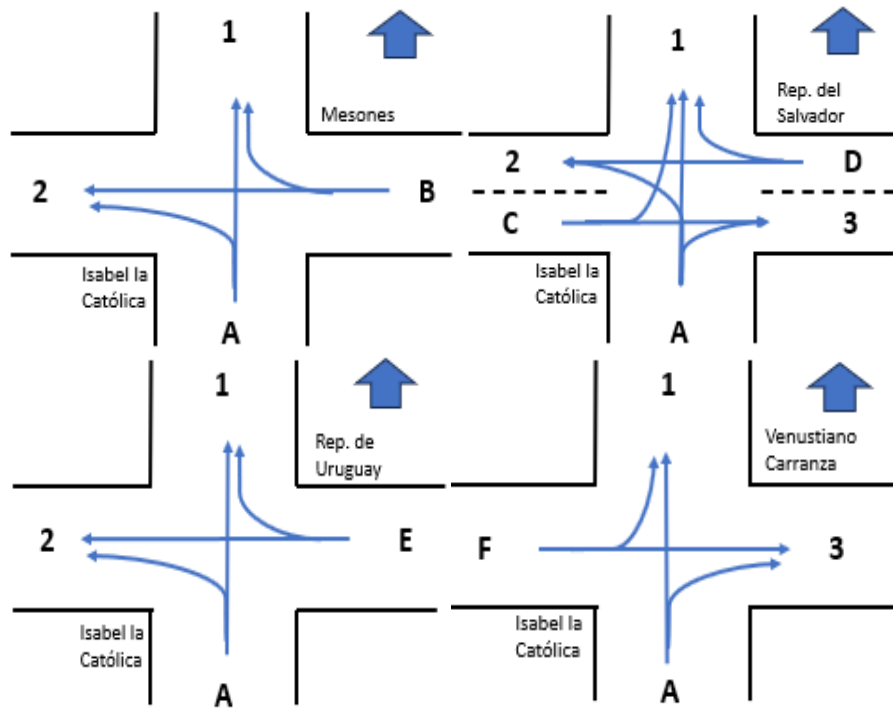 1
Mesones
2
B
Isabel la
Católica
A
1
Rep. del
Salvador
2
D
C
3
Isabel la
Católica
A
1
Rep. de
Uruguay
2
E
Isabel la
Católica
A
1
Venustiano
Carranza
F
3
Isabel la
Católica
A